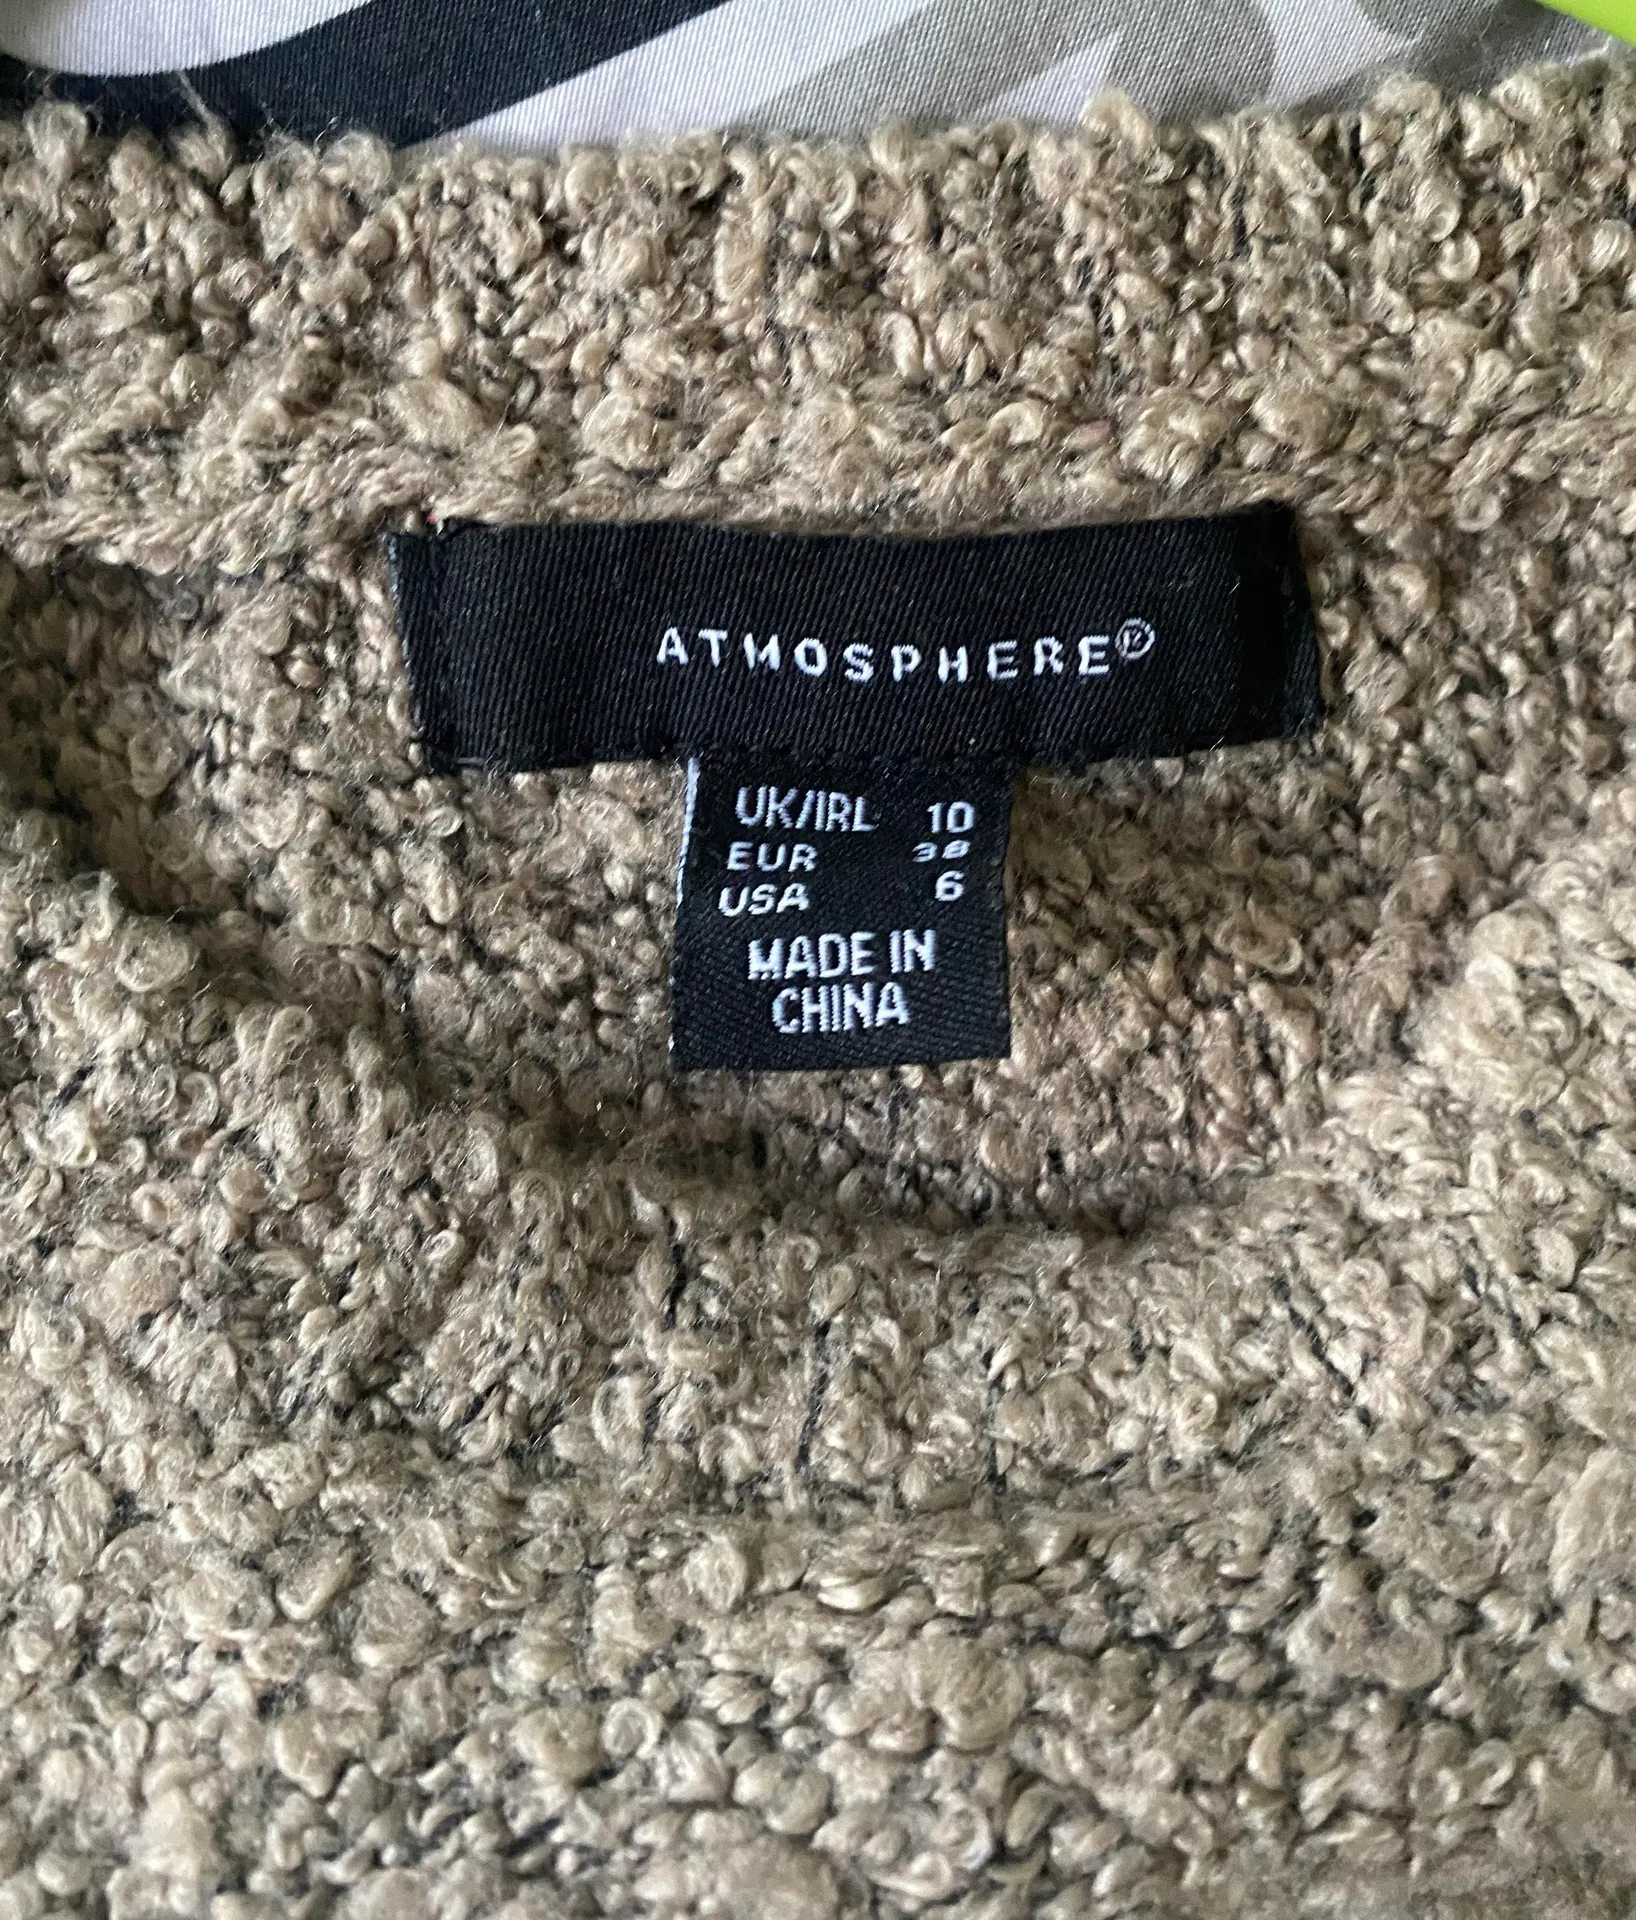 ATMOSPHERE®
UK/IRL 10
EUR 38
USA 6
MADE IN
CHINA